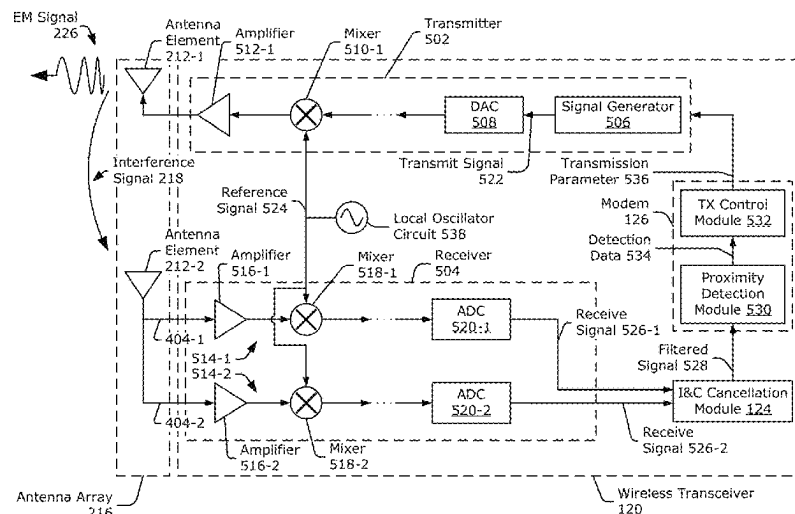 EM Signal
226
Antenna
Element
212-1
Amplifier
512-1
Mixer
510-1
Transmitter
502
DAC
508
Signal Generator
506
Transmit Signal
522
Transmission
Parameter 536
Interference
Signal 218
Reference
Signal 524
Local Oscillator
Circuit 538
Modem
126
TX Control
Module 532
Detection
Data 534
Proximity
Detection
Module 530
Antenna
Element
212-2
Amplifier
516-1
Mixer
518-1
Receiver
504
ADC
520-1
Receive
Signal 526-1
Filtered
Signal 528
404-1
514-1
514-2
ADC
520-2
I&C Cancellation
Module 124
404-2
Amplifier
516-2
Mixer
518-2
Receive
Signal 526-2
Antenna Array
216
Wireless Transceiver
120